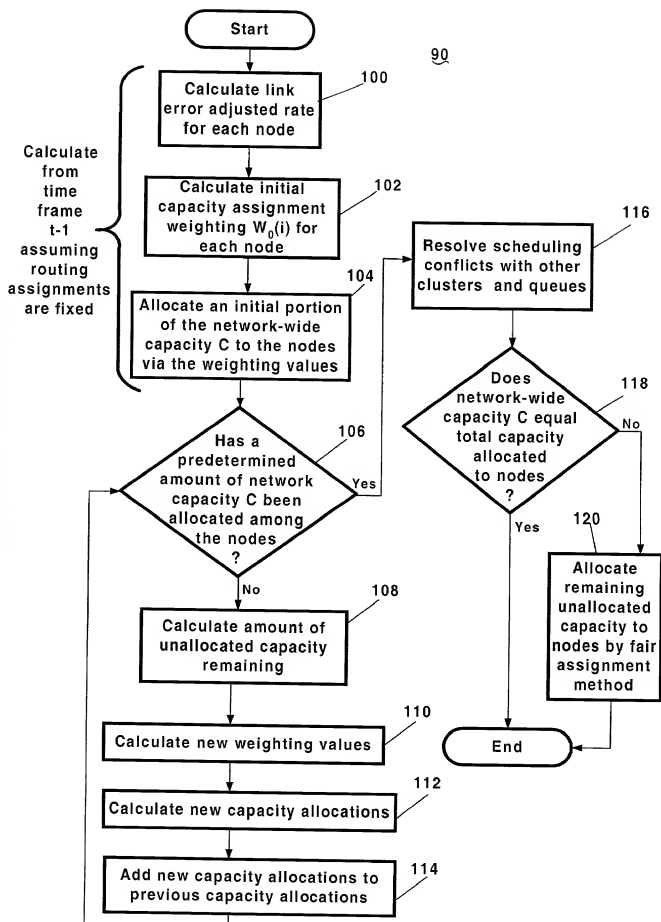 Start
90
100
Calculate link
error adjusted rate
for each node
Calculate
from
time
frame
t-1
assuming
routing
assignments
are fixed
102
Calculate initial
capacity assignment
weighting W0(i) for
each node
104
Allocate an initial portion
of the network-wide
capacity C to the nodes
via the weighting values
106
Has a
predetermined
amount of network
capacity C been
allocated among
the nodes
?
Yes
No
108
Calculate amount of
unallocated capacity
remaining
110
Calculate new weighting values
112
Calculate new capacity allocations
114
Add new capacity allocations to
previous capacity allocations
116
Resolve scheduling
conflicts with other
clusters and queues
118
Does
network-wide
capacity C equal
total capacity
allocated
to nodes
?
No
Yes
120
Allocate
remaining
unallocated
capacity to
nodes by fair
assignment
method
End